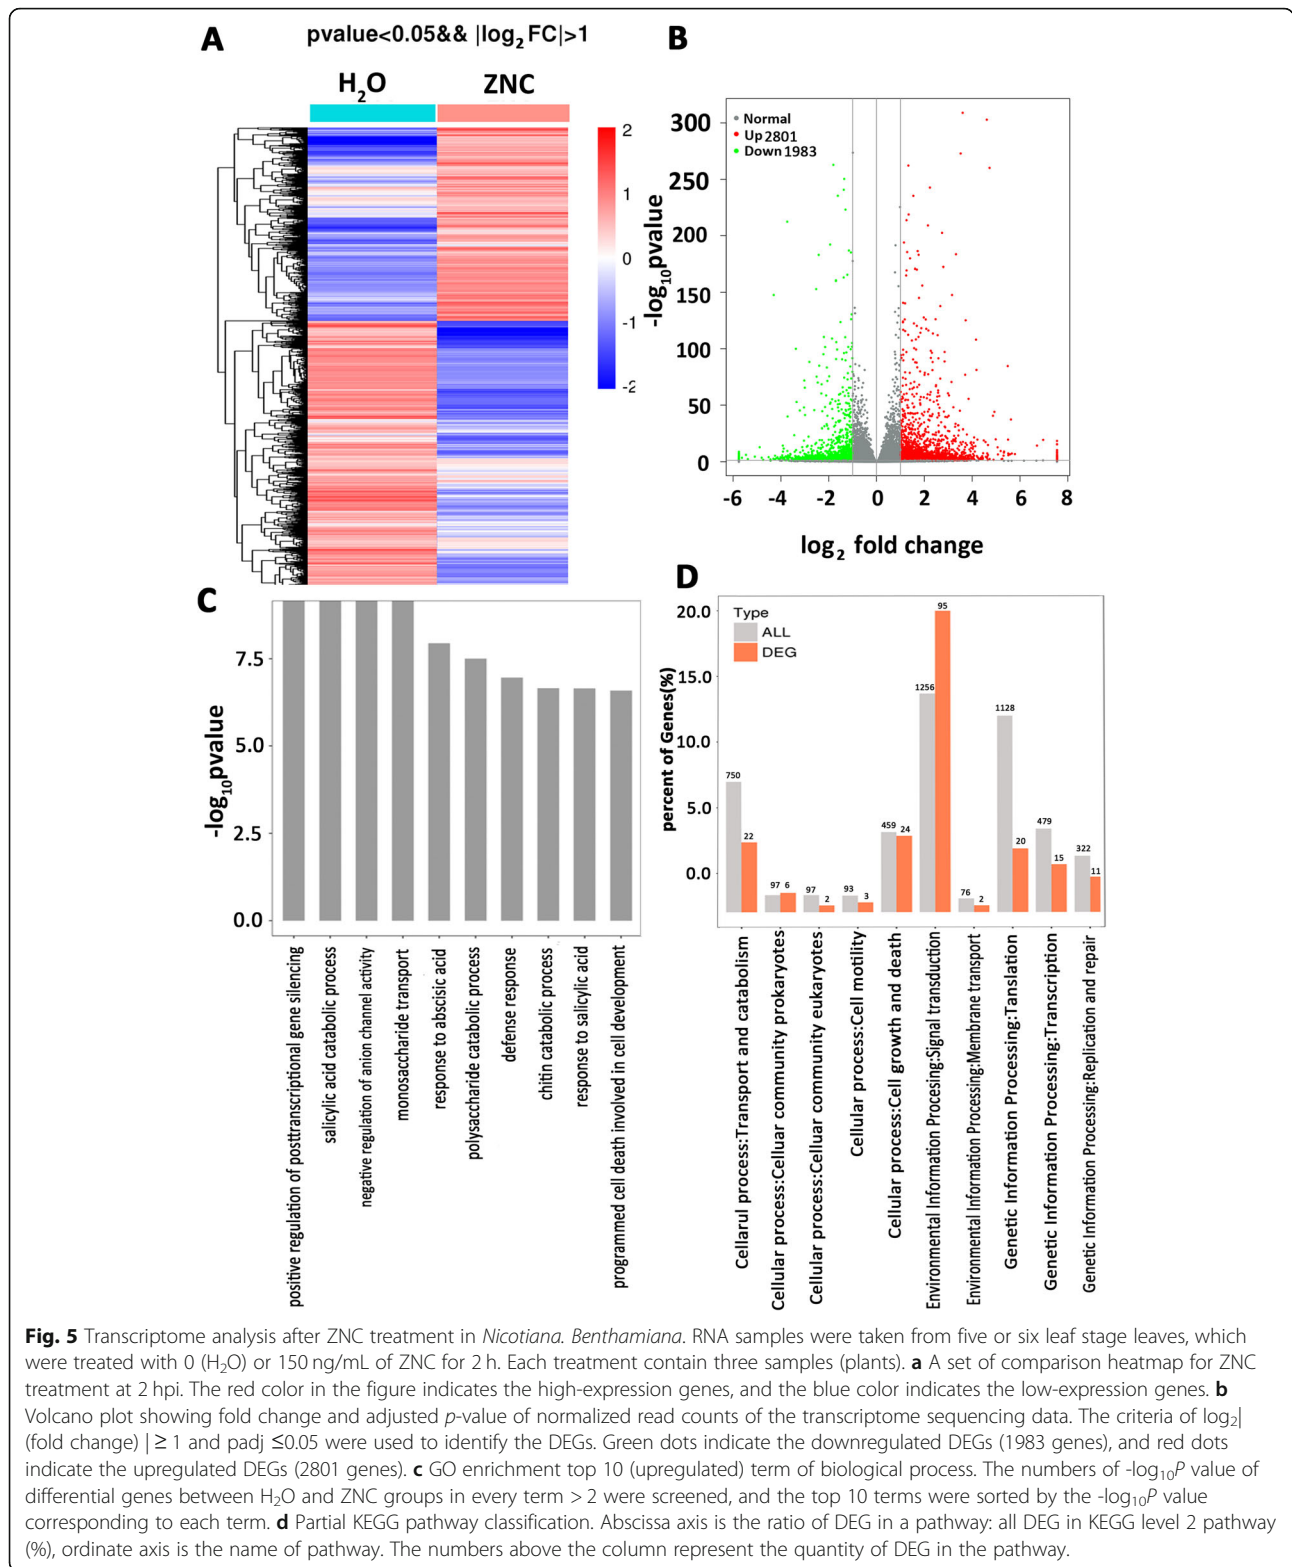 A
pvalue<0.05&& |log2 FC|>1
H2O
ZNC
2
1
0
-1
-2
B
Normal
Up 2801
Down 1983
-log10pvalue
300
250
200
150
100
50
0
-6 -4 -2 0 2 4 6 8
log2 fold change
C
-log10pvalue
7.5
5.0
2.5
0.0
positive regulation of posttranscriptional gene silencing
salicylic acid catabolic process
negative regulation of anion channel activity
monosaccharide transport
response to abscisic acid
polysaccharide catabolic process
defense response
chitin catabolic process
response to salicylic acid
programmed cell death involved in cell development
D
percent of Genes(%)
20.0
15.0
10.0
5.0
0.0
Type
ALL
DEG
750
22
97
6
97
2
93
3
459
24
1256
95
76
2
1128
20
479
15
322
11
Cellarul process:Transport and catabolism
Cellular process:Celluar community prokaryotes
Cellular process:Celluar community eukaryotes
Cellular process:Cell motility
Cellular process:Cell growth and death
Environmental Information Procesing:Signal transduction
Environmental Information Processing:Membrane transport
Genetic Information Processing:Translation
Genetic Information Processing:Transcription
Genetic Information Processing:Replication and repair
Fig. 5 Transcriptome analysis after ZNC treatment in Nicotiana. Benthamiana. RNA samples were taken from five or six leaf stage leaves, which
were treated with 0 (H2O) or 150 ng/mL of ZNC for 2 h. Each treatment contain three samples (plants). a A set of comparison heatmap for ZNC
treatment at 2 hpi. The red color in the figure indicates the high-expression genes, and the blue color indicates the low-expression genes. b
Volcano plot showing fold change and adjusted p-value of normalized read counts of the transcriptome sequencing data. The criteria of log2|
(fold change) | ≥ 1 and padj ≤0.05 were used to identify the DEGs. Green dots indicate the downregulated DEGs (1983 genes), and red dots
indicate the upregulated DEGs (2801 genes). c GO enrichment top 10 (upregulated) term of biological process. The numbers of -log10P value of
differential genes between H2O and ZNC groups in every term > 2 were screened, and the top 10 terms were sorted by the -log10P value
corresponding to each term. d Partial KEGG pathway classification. Abscissa axis is the ratio of DEG in a pathway: all DEG in KEGG level 2 pathway
(%), ordinate axis is the name of pathway. The numbers above the column represent the quantity of DEG in the pathway.